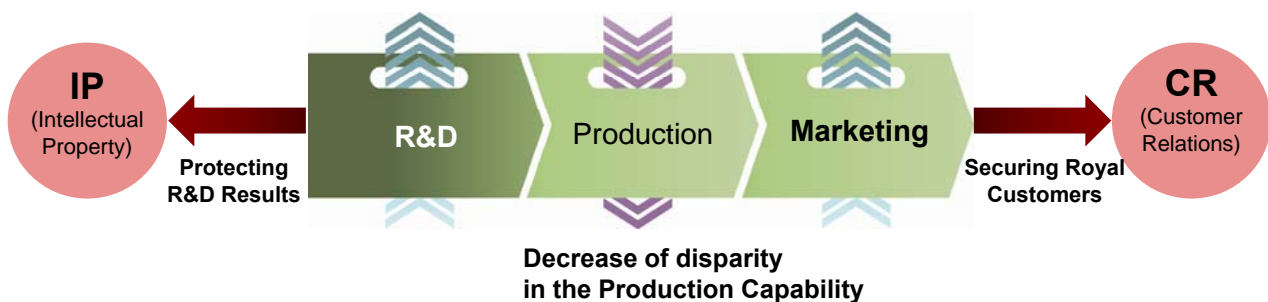 IP
(Intellectual
Property)
Protecting
R&D Results
R&D
Production
Marketing
Securing Royal
Customers
CR
(Customer
Relations)
Decrease of disparity
in the Production Capability